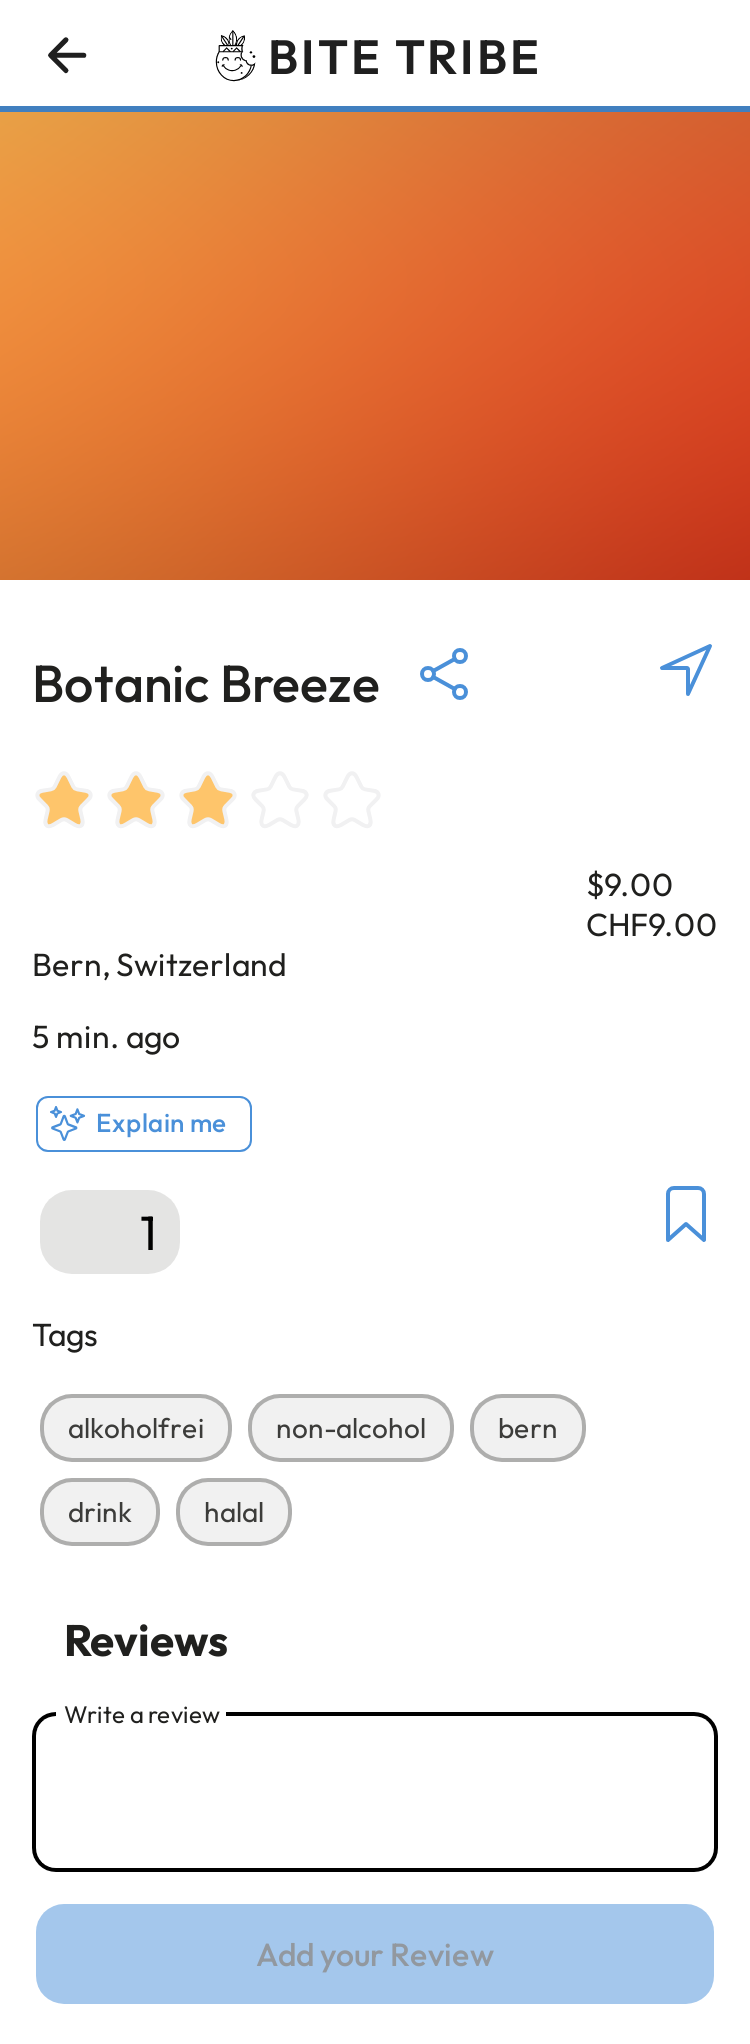 BITE TRIBE
Botanic Breeze
$9.00
CHF9.00
Bern, Switzerland
5 min. ago
Explain me
1
Tags
alkoholfrei non-alcohol bern
drink halal
Reviews
Write a review
Add your Review